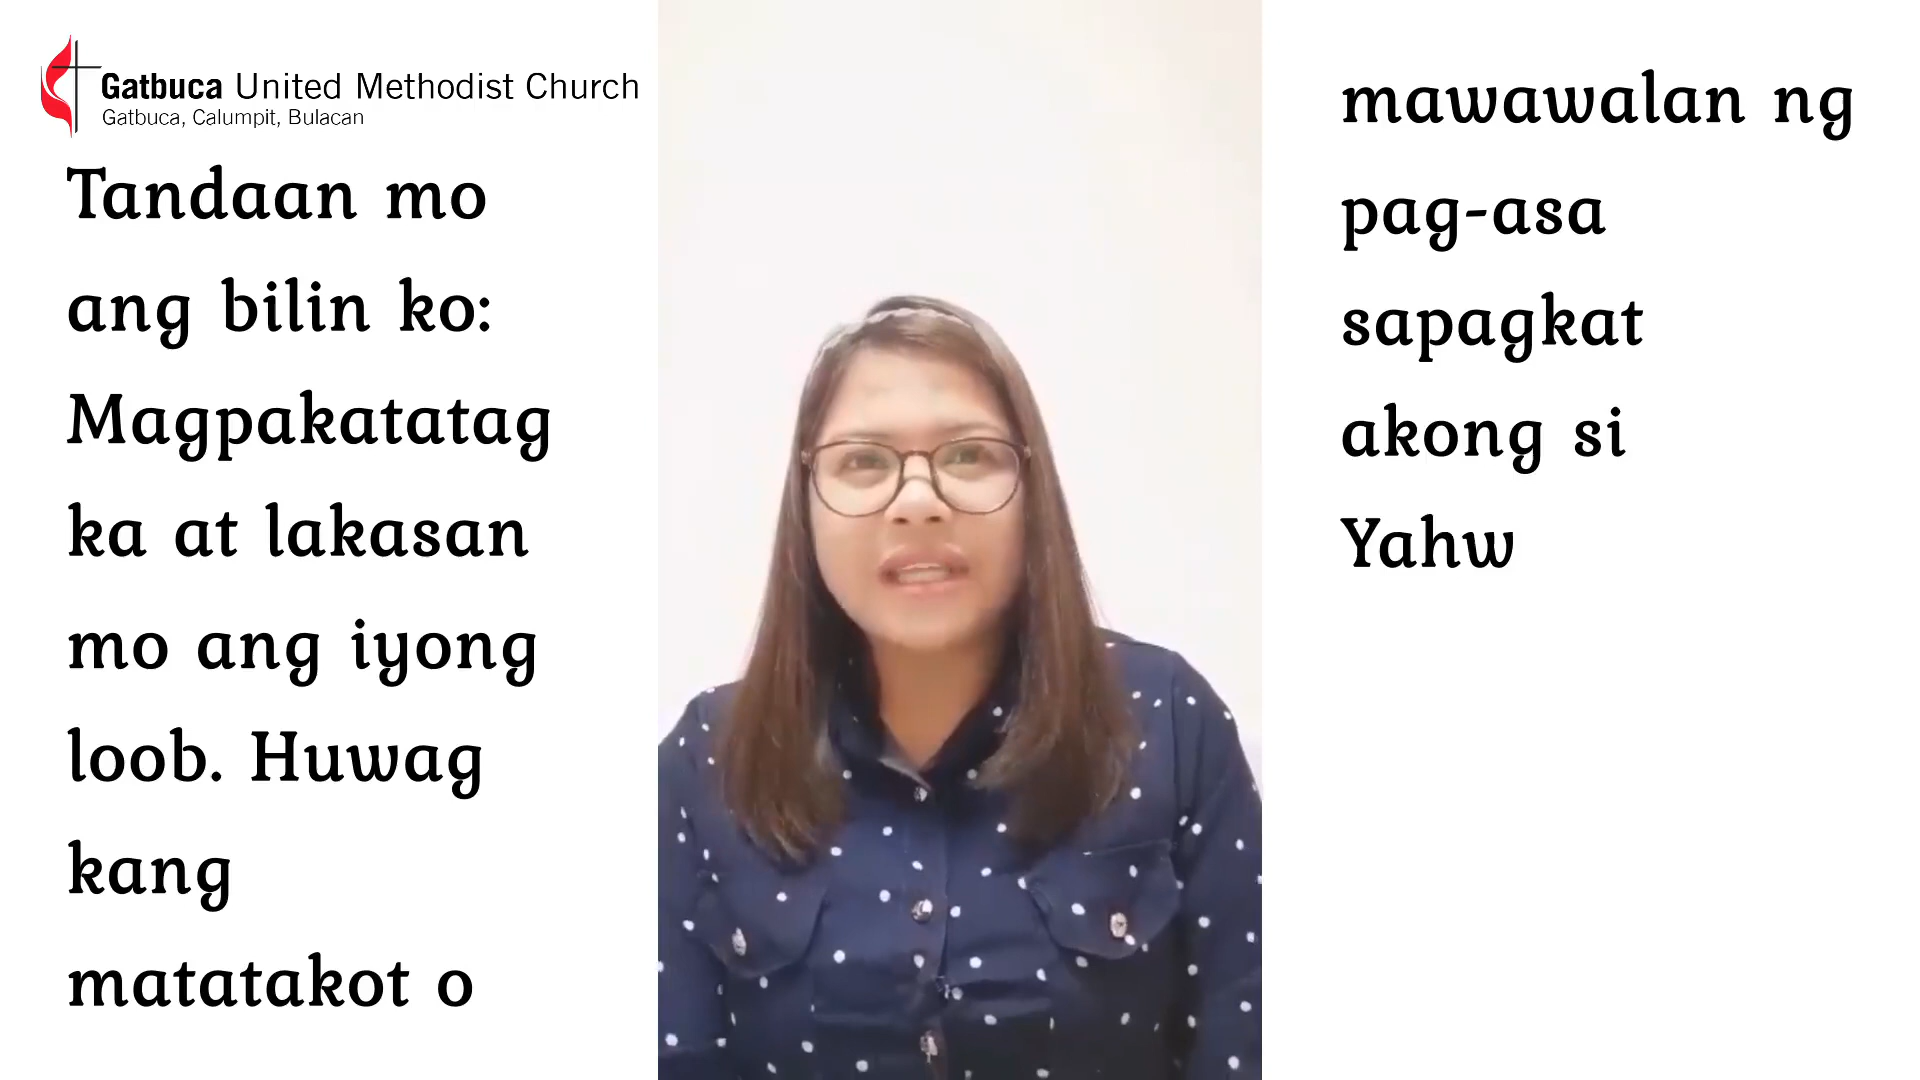 Gatbuca United Methodist Church
Gatbuca, Calumpit, Bulacan
Tandaan mo
ang bilin ko:
Magpakatatag
ka at lakasan
mo ang iyong
loob. Huwag
kang
matatakot o
mawawalan ng
pag-asa
sapagkat
akong si
Yahw